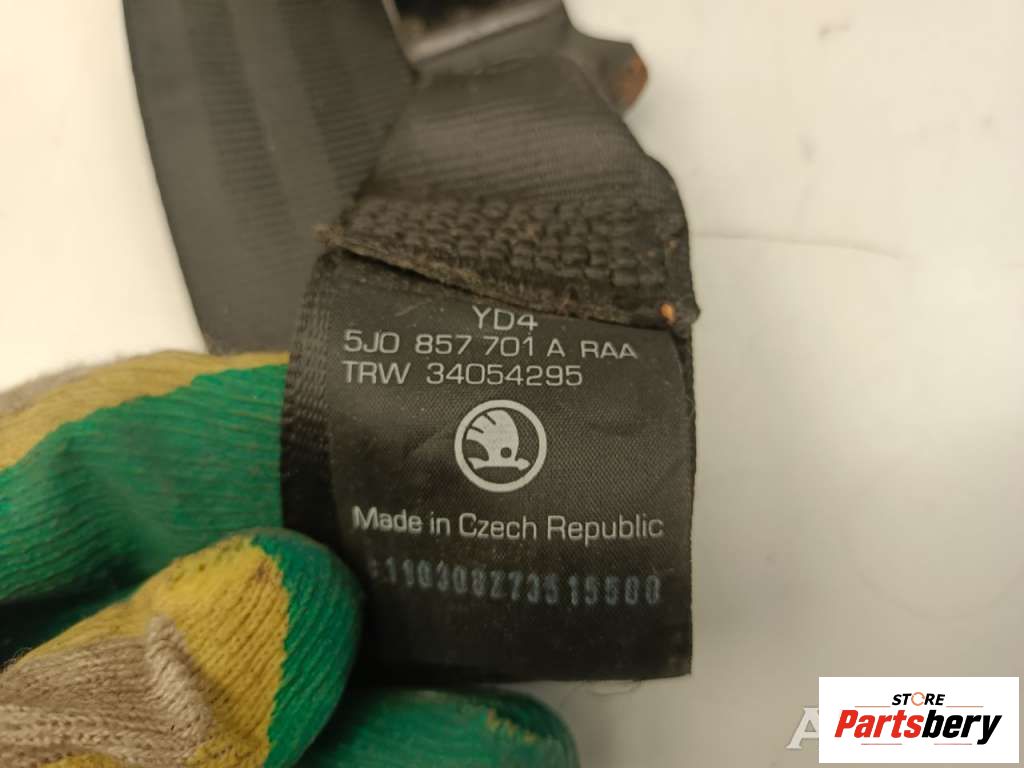 YD4
5J0 857 701 A RAA
TRW 34054295
Made in Czech Republic
STORE
Partsbery